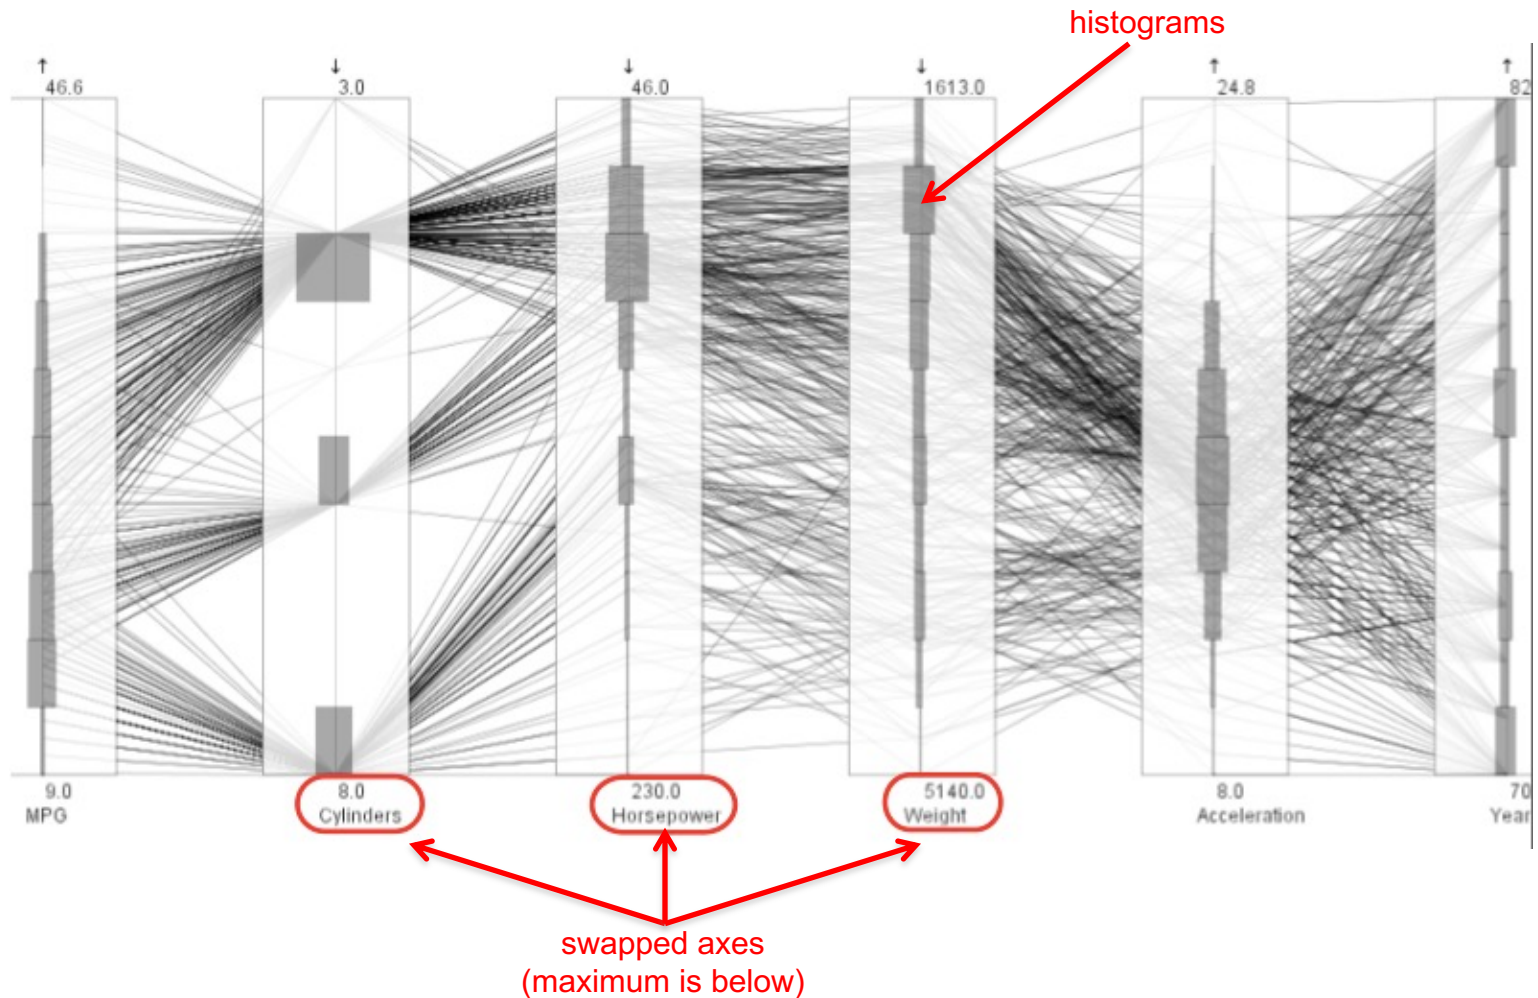 histograms
↑ ↓ ↓ ↓ ↑ ↑
46.6 3.0 46.0 1613.0 24.8 82
9.0 8.0 230.0 5140.0 8.0 70
MPG Cylinders Horsepower Weight Acceleration Year
swapped axes
(maximum is below)